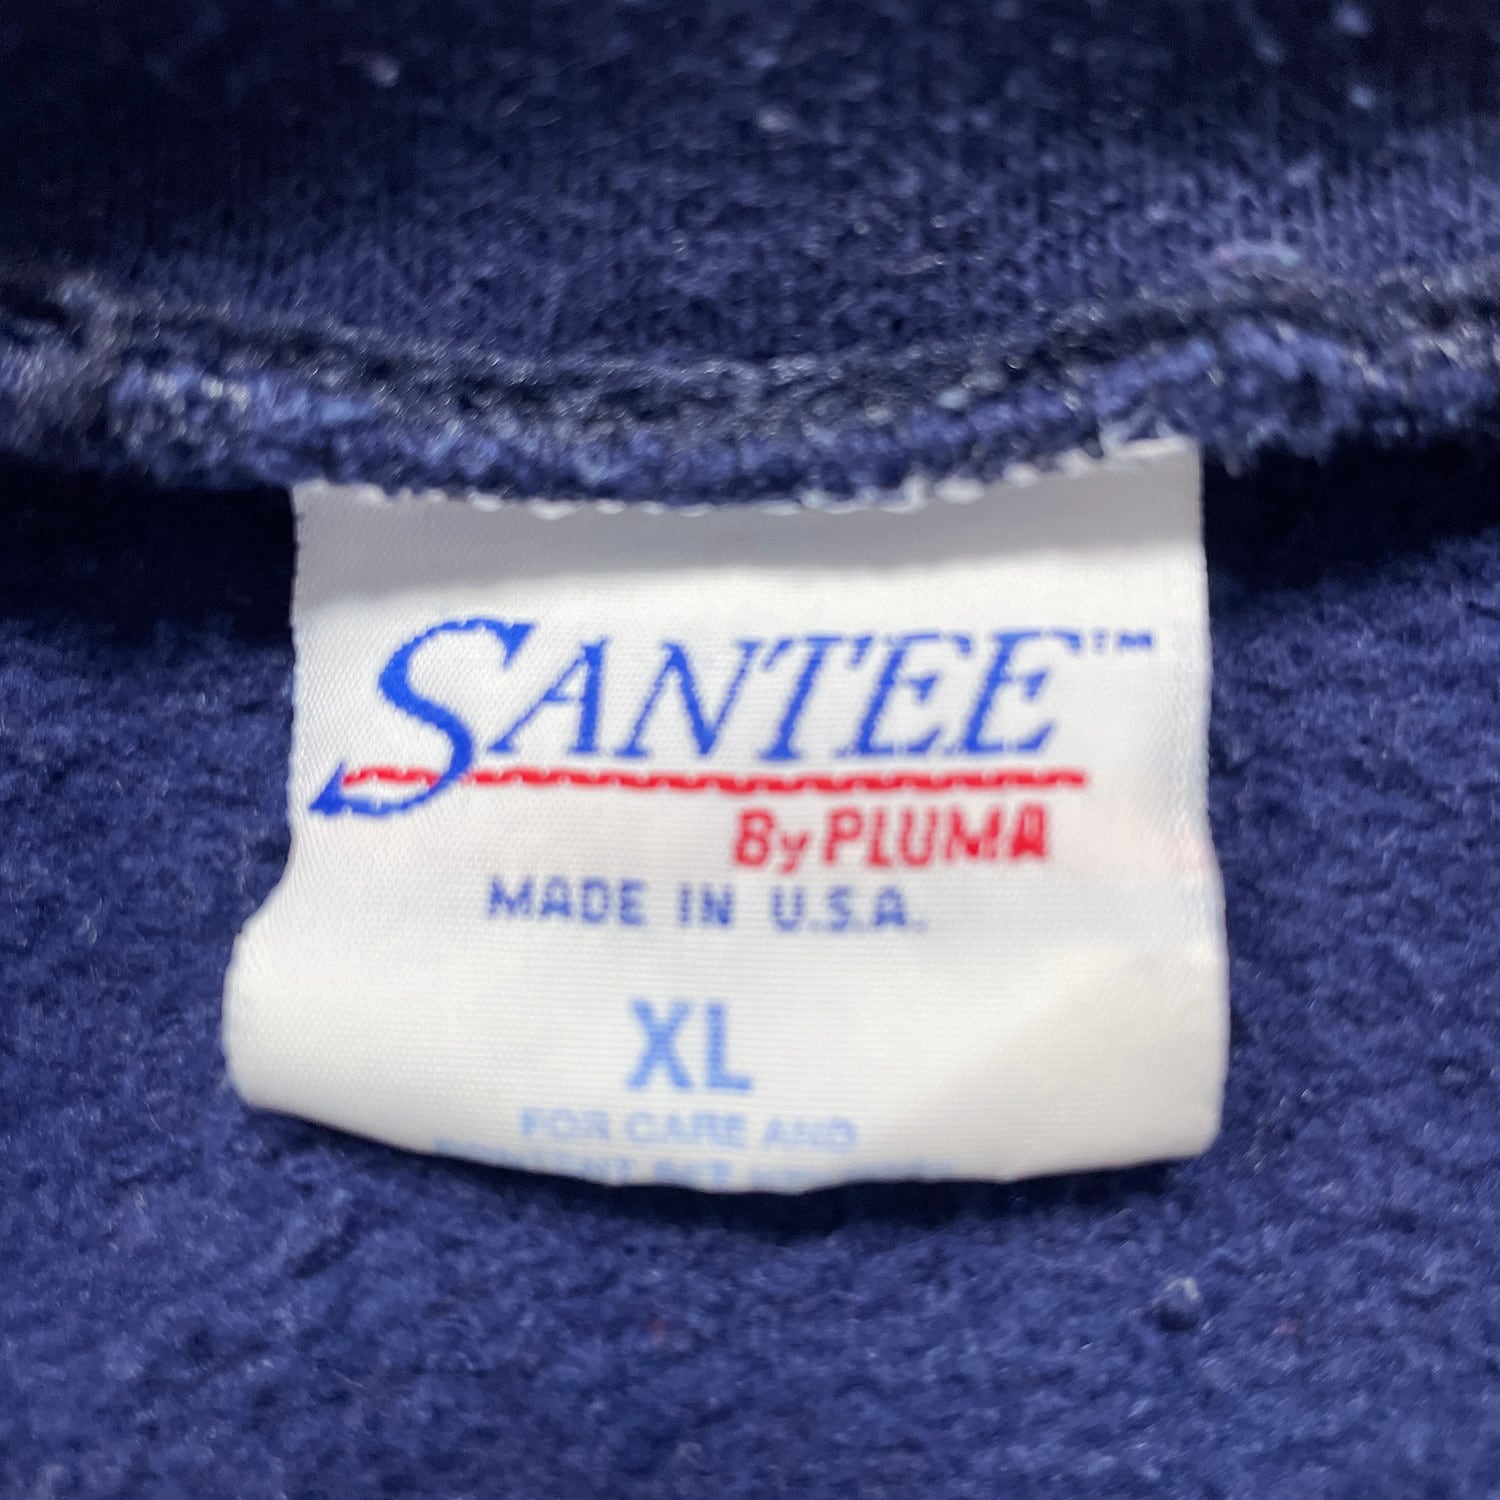 SANTEE™
By PLUMA
MADE IN U.S.A.
XL
FOR CARE AND